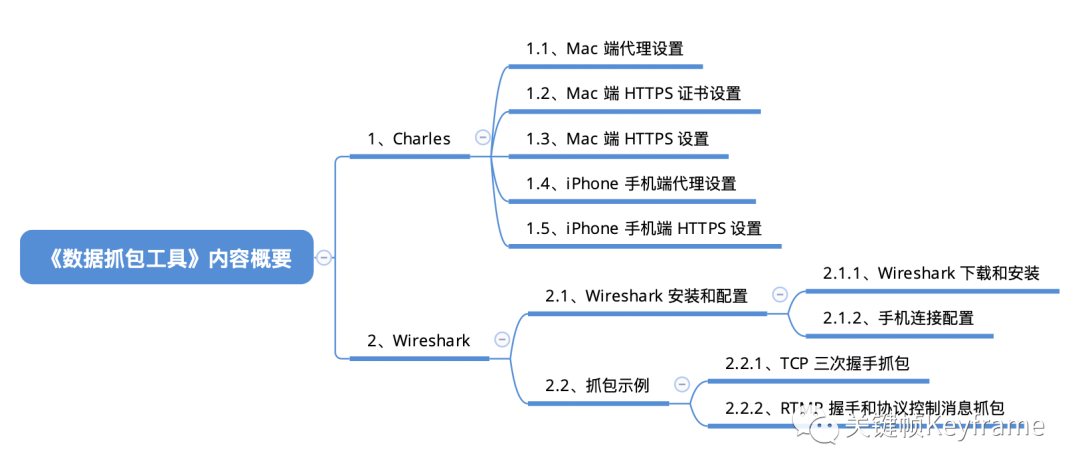 《数据抓包工具》内容概要
1、Charles
1.1、Mac 端代理设置
1.2、Mac 端 HTTPS 证书设置
1.3、Mac 端 HTTPS 设置
1.4、iPhone 手机端代理设置
1.5、iPhone 手机端 HTTPS 设置
2、Wireshark
2.1、Wireshark 安装和配置
2.1.1、Wireshark 下载和安装
2.1.2、手机连接配置
2.2、抓包示例
2.2.1、TCP 三次握手抓包
2.2.2、RTMP 握手和协议控制消息抓包
关键帧Keyframe